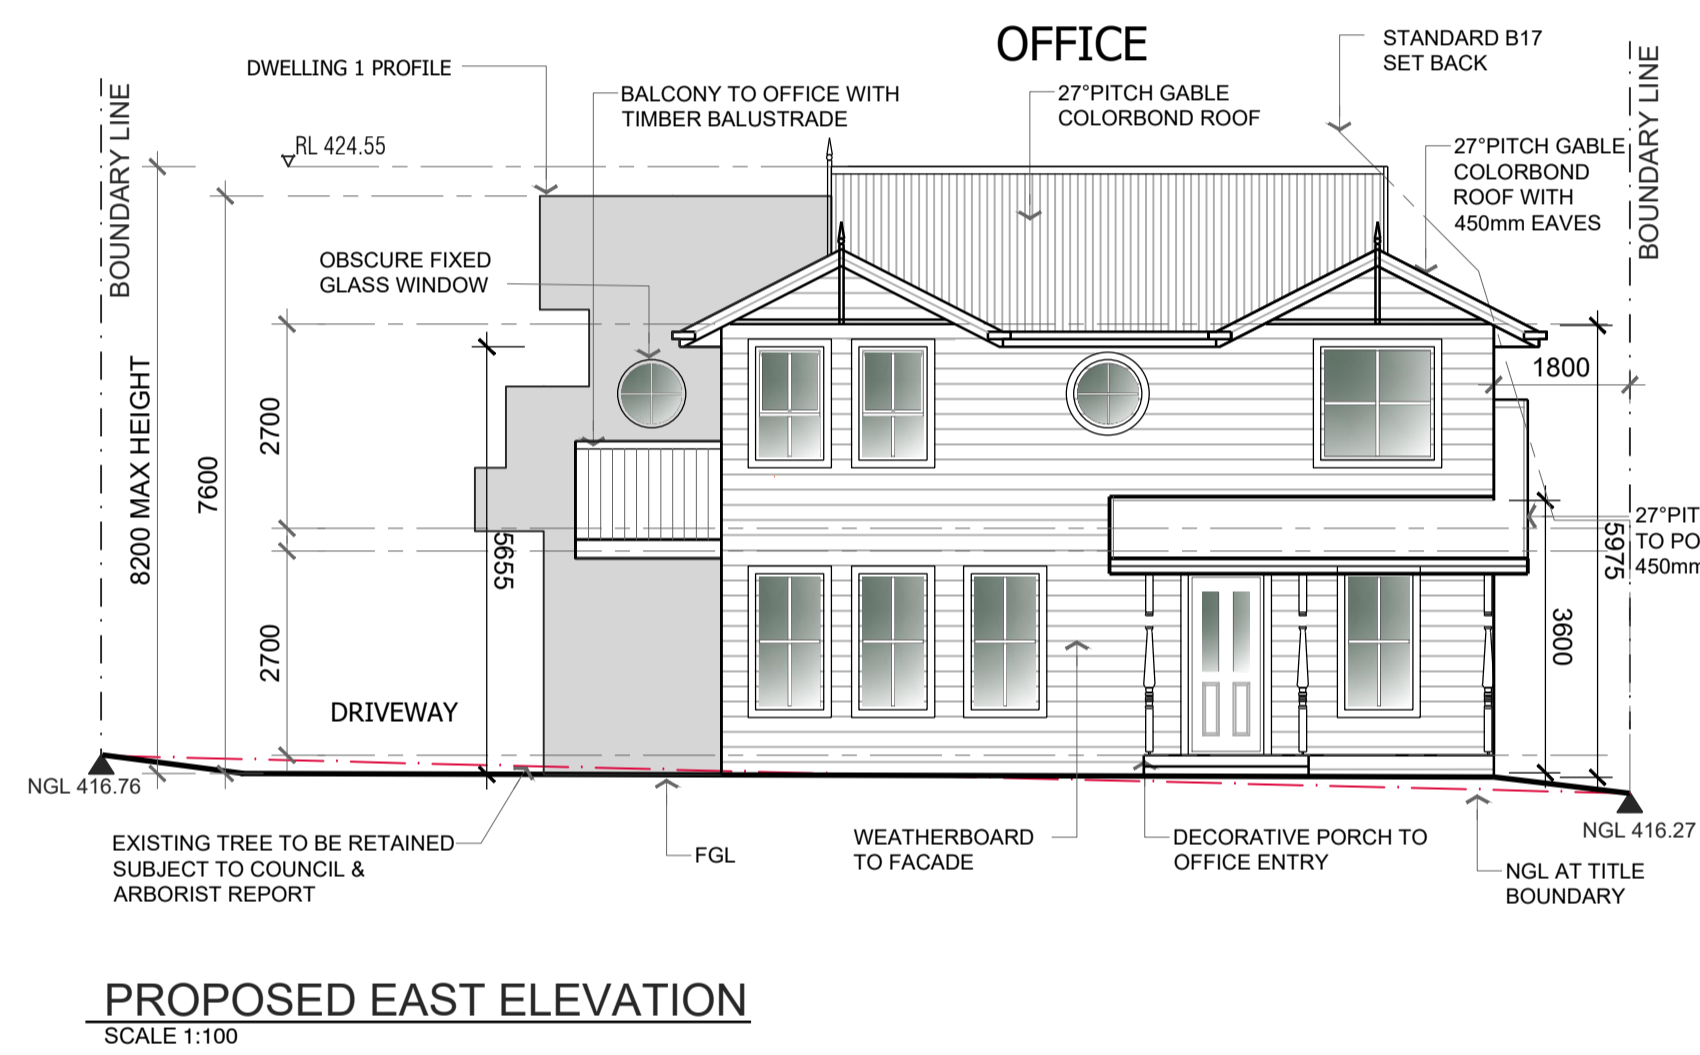 OFFICE
STANDARD B17
SET BACK
DWELLING 1 PROFILE
BALCONY TO OFFICE WITH
TIMBER BALUSTRADE
27°PITCH GABLE
COLORBOND ROOF
BOUNDARY LINE
BOUNDARY LINE
RL 424.55
27°PITCH GABLE
COLORBOND
ROOF WITH
450mm EAVES
OBSCURE FIXED
GLASS WINDOW
8200 MAX HEIGHT
7600
2700
2700
5655
1800
27°PIT
TO PO
450mm
5975
3600
DRIVEWAY
NGL 416.76
NGL 416.27
EXISTING TREE TO BE RETAINED
SUBJECT TO COUNCIL &
ARBORIST REPORT
FGL
WEATHERBOARD
TO FACADE
DECORATIVE PORCH TO
OFFICE ENTRY
NGL AT TITLE
BOUNDARY
PROPOSED EAST ELEVATION
SCALE 1:100